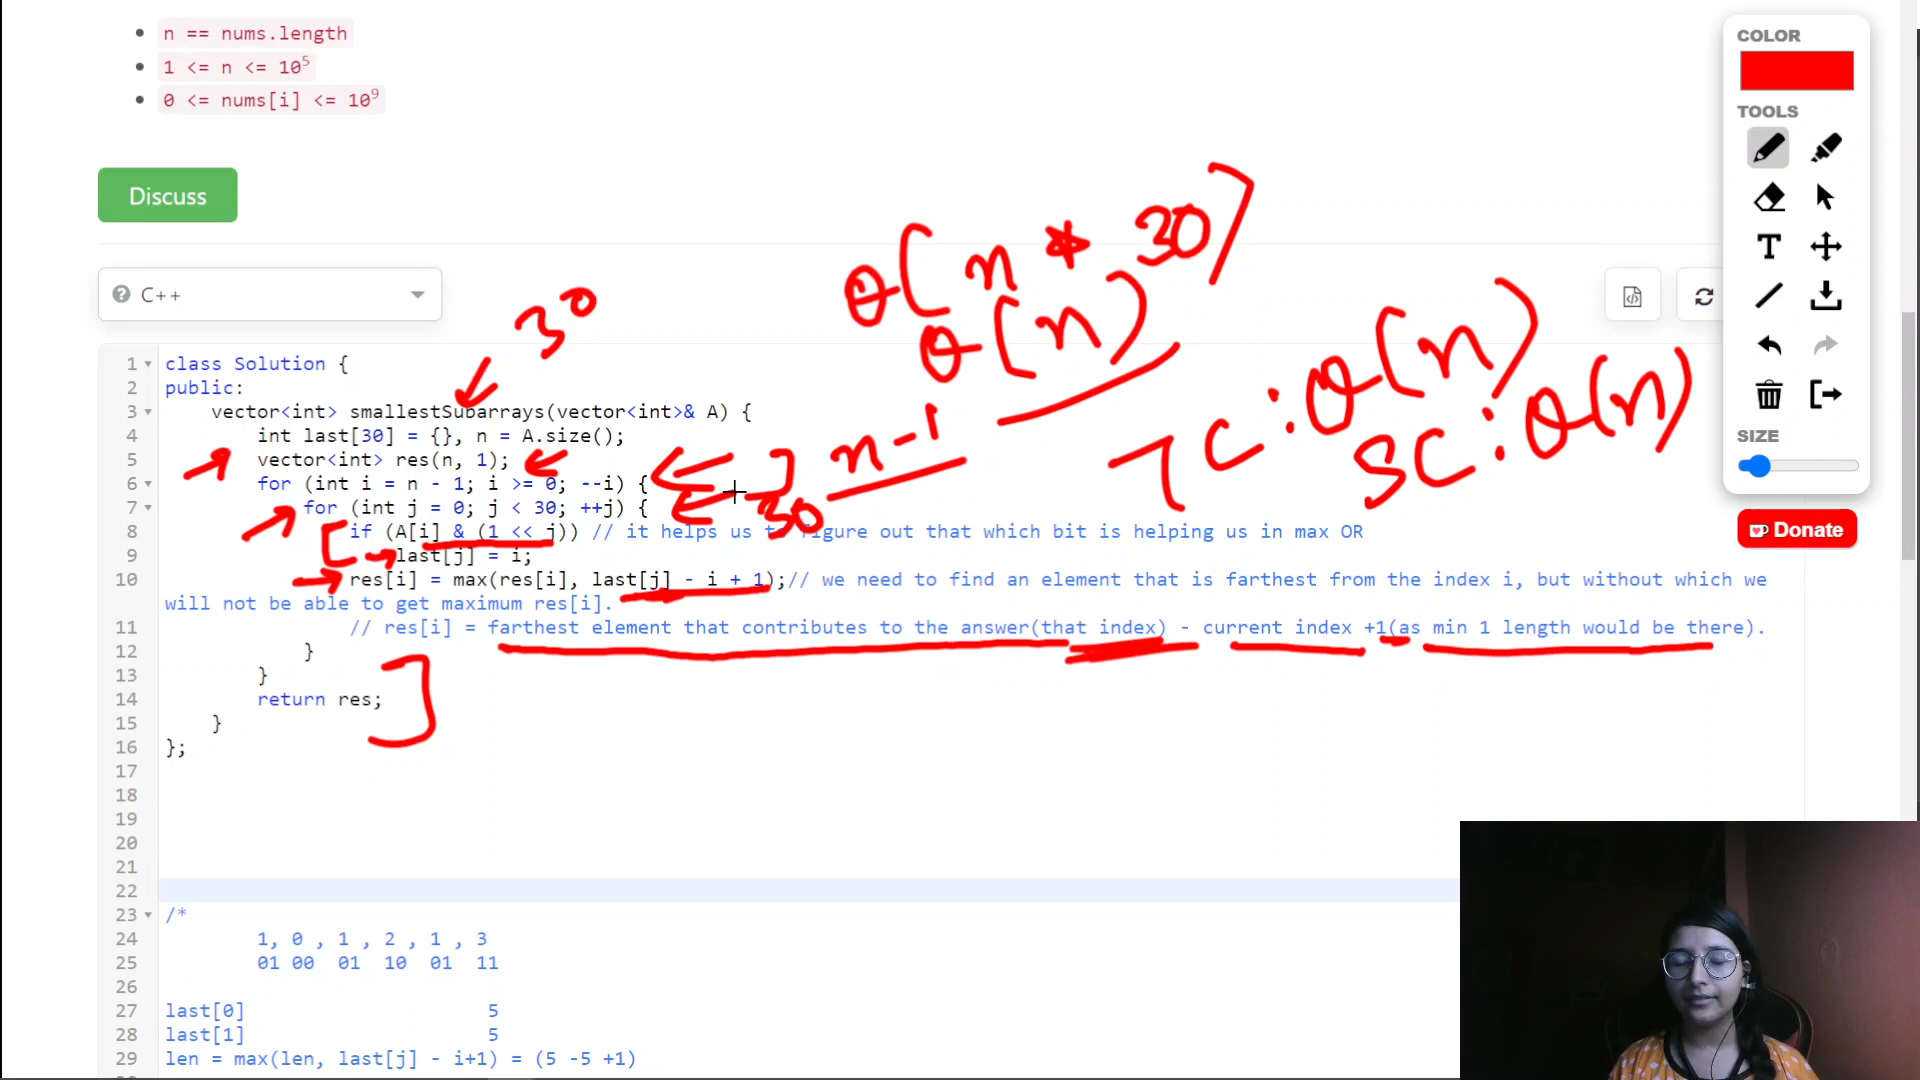 n == nums.length
1 <= n <= 10^5
0 <= nums[i] <= 10^9
Discuss
C++
30
O(n * 30)
O(n)
TC: O(n)
SC: O(n)
n-1
30
1 class Solution {
2 public:
3 vector<int> smallestSubarrays(vector<int>& A) {
4 int last[30] = {}, n = A.size();
5 vector<int> res(n, 1);
6 for (int i = n - 1; i >= 0; --i) {
7 for (int j = 0; j < 30; ++j) {
8 if (A[i] & (1 << j)) // it helps us to figure out that which bit is helping us in max OR
9 last[j] = i;
10 res[i] = max(res[i], last[j] - i + 1);// we need to find an element that is farthest from the index i, but without which we
will not be able to get maximum res[i].
11 // res[i] = farthest element that contributes to the answer(that index) - current index +1(as min 1 length would be there).
12 }
13 }
14 return res;
15 }
16 };
17
18
19
20
21
22
23 /*
24 1, 0 , 1 , 2 , 1 , 3
25 01 00 01 10 01 11
26
27 last[0] 5
28 last[1] 5
29 len = max(len, last[j] - i+1) = (5 -5 +1)
COLOR
TOOLS
T
SIZE
Donate